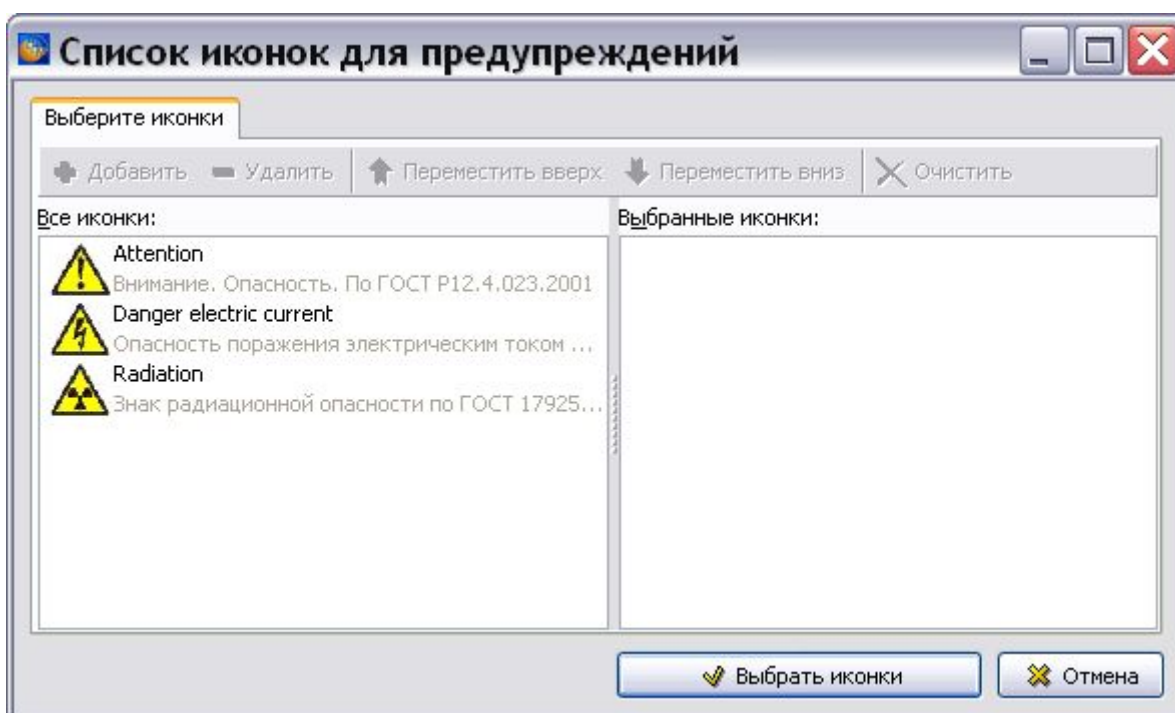 Список иконок для предупреждений
Выберите иконки
Добавить Удалить Переместить вверх Переместить вниз Очистить
Все иконки: Выбранные иконки:
Attention
Внимание. Опасность. По ГОСТ Р12.4.023.2001
Danger electric current
Опасность поражения электрическим током ...
Radiation
Знак радиационной опасности по ГОСТ 17925...
Выбрать иконки Отмена